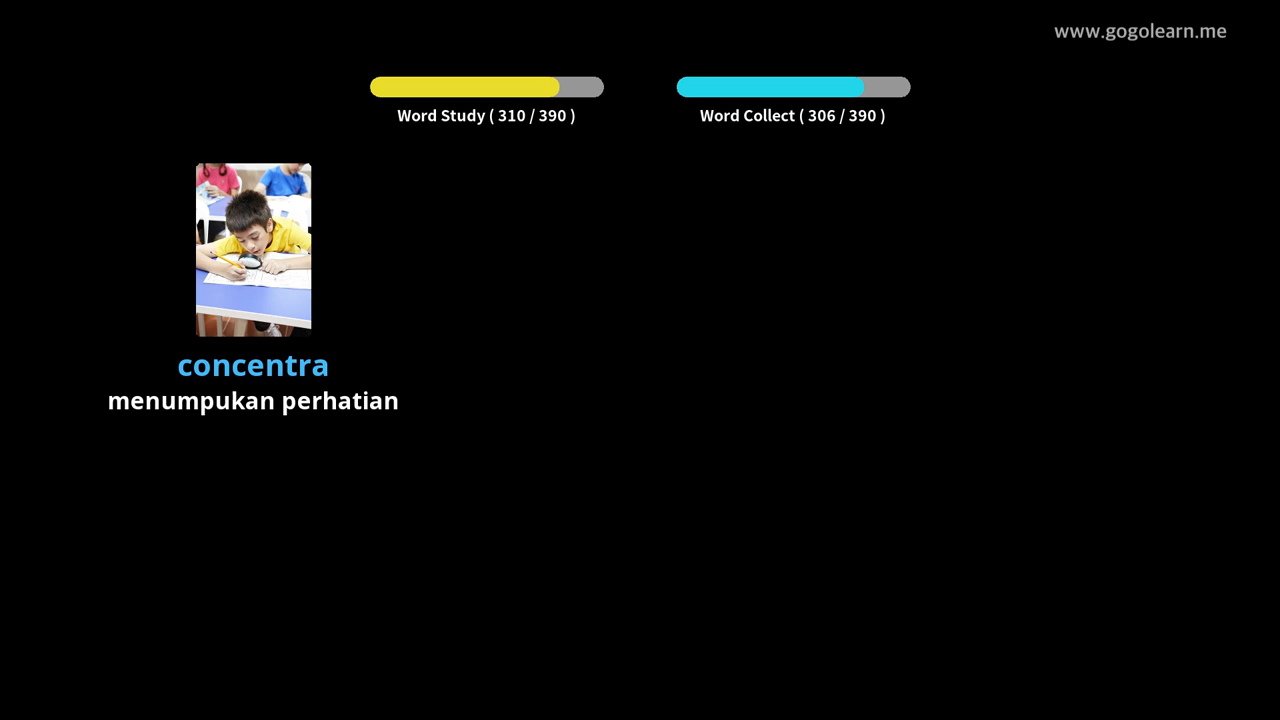 www.gogolearn.me
Word Study ( 310 / 390 )
Word Collect ( 306 / 390 )
concentra
menumpukan perhatian